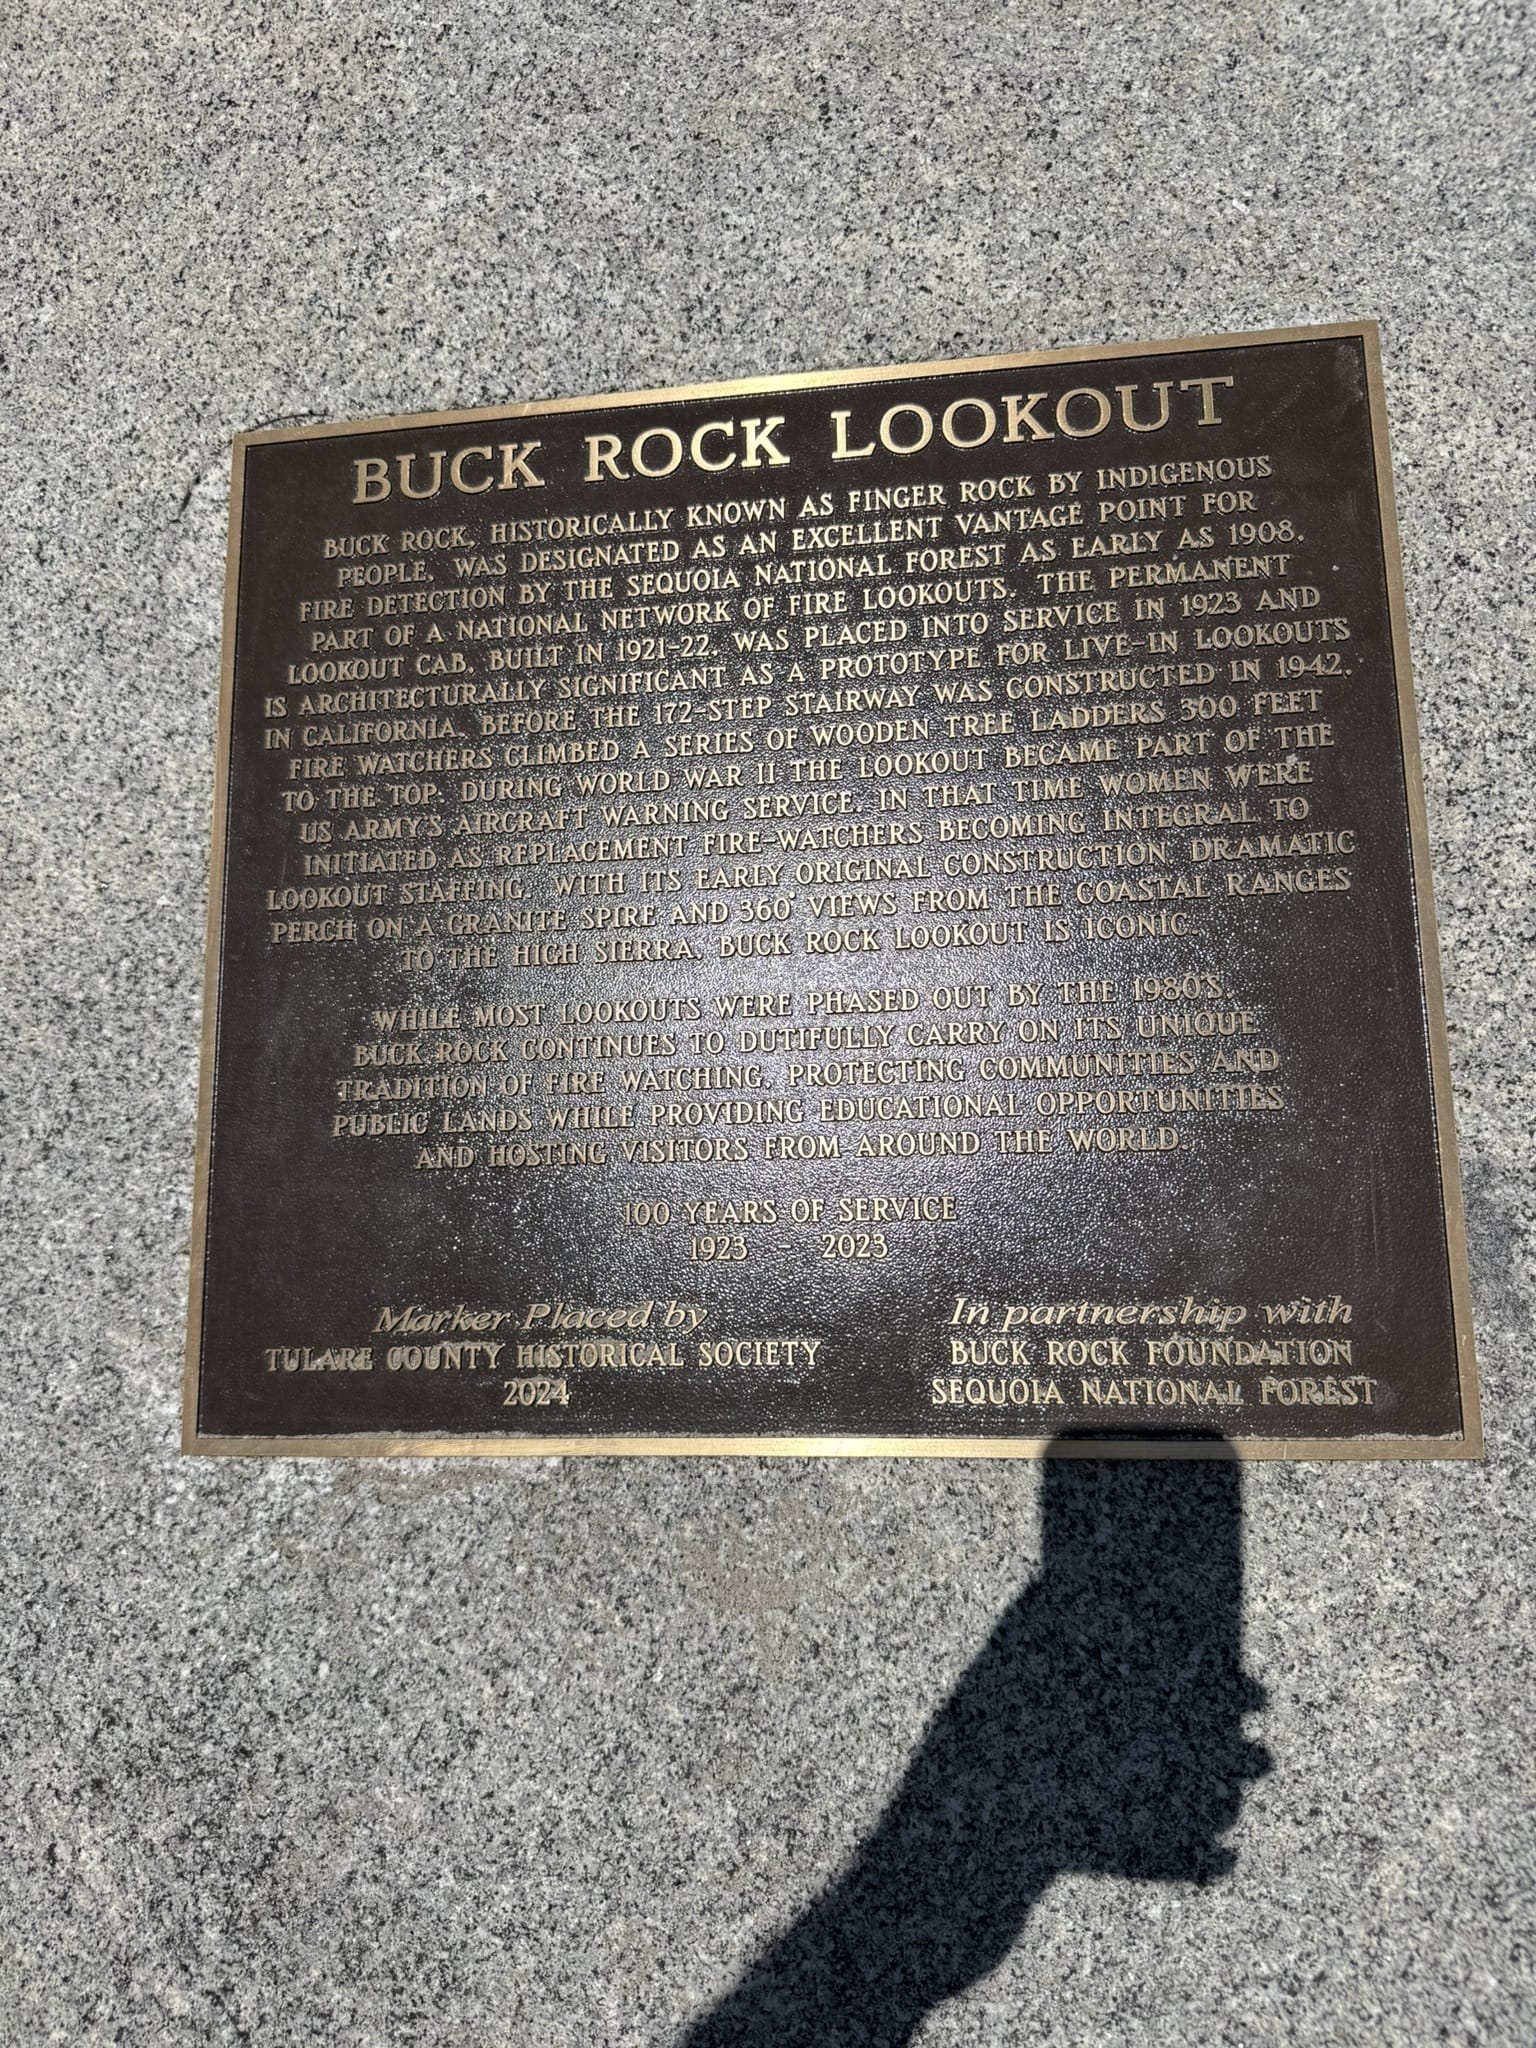 BUCK ROCK LOOKOUT
BUCK ROCK, HISTORICALLY KNOWN AS FINGER ROCK BY INDIGENOUS
PEOPLE, WAS DESIGNATED AS AN EXCELLENT VANTAGE POINT FOR
FIRE DETECTION BY THE SEQUOIA NATIONAL FOREST AS EARLY AS 1908,
PART OF A NATIONAL NETWORK OF FIRE LOOKOUTS. THE PERMANENT
LOOKOUT CAB, BUILT IN 1921-22, WAS PLACED INTO SERVICE IN 1923 AND
IS ARCHITECTURALLY SIGNIFICANT AS A PROTOTYPE FOR LIVE-IN LOOKOUTS
IN CALIFORNIA. BEFORE THE 172-STEP STAIRWAY WAS CONSTRUCTED IN 1942,
FIRE WATCHERS CLIMBED A SERIES OF WOODEN TREE LADDERS 300 FEET
TO THE TOP. DURING WORLD WAR II THE LOOKOUT BECAME PART OF THE
US ARMY'S AIRCRAFT WARNING SERVICE. IN THAT TIME WOMEN WERE
INITIATED AS REPLACEMENT FIRE-WATCHERS BECOMING INTEGRAL TO
LOOKOUT STAFFING. WITH ITS EARLY ORIGINAL CONSTRUCTION, DRAMATIC
PERCH ON A GRANITE SPIRE AND 360° VIEWS FROM THE COASTAL RANGES
TO THE HIGH SIERRA, BUCK ROCK LOOKOUT IS ICONIC.
WHILE MOST LOOKOUTS WERE PHASED OUT BY THE 1980'S,
BUCK ROCK CONTINUES TO DUTIFULLY CARRY ON ITS UNIQUE
TRADITION OF FIRE WATCHING, PROTECTING COMMUNITIES AND
PUBLIC LANDS WHILE PROVIDING EDUCATIONAL OPPORTUNITIES
AND HOSTING VISITORS FROM AROUND THE WORLD.
100 YEARS OF SERVICE
1923 - 2023
Marker Placed by
TULARE COUNTY HISTORICAL SOCIETY
2024
In partnership with
BUCK ROCK FOUNDATION
SEQUOIA NATIONAL FOREST